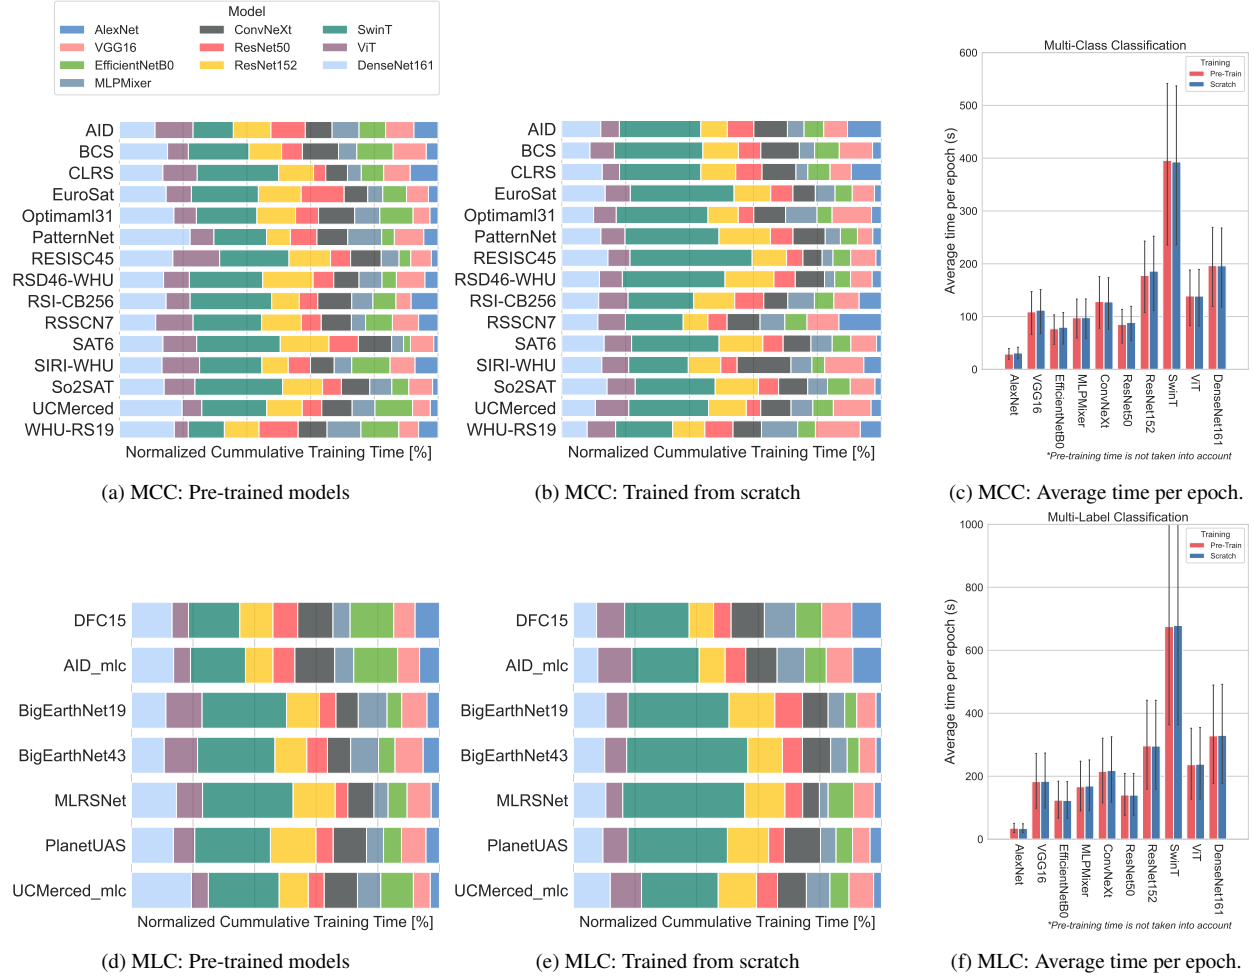 Model
AlexNet
VGG16
EfficientNetB0
MLPMixer
ConvNeXt
ResNet50
ResNet152
SwinT
ViT
DenseNet161
AID
BCS
CLRS
EuroSat
Optimaml31
PatternNet
RESISC45
RSD46-WHU
RSI-CB256
RSSCN7
SAT6
SIRI-WHU
So2SAT
UCMerced
WHU-RS19
Normalized Cummulative Training Time [%]
(a) MCC: Pre-trained models
AID
BCS
CLRS
EuroSat
Optimaml31
PatternNet
RESISC45
RSD46-WHU
RSI-CB256
RSSCN7
SAT6
SIRI-WHU
So2SAT
UCMerced
WHU-RS19
Normalized Cummulative Training Time [%]
(b) MCC: Trained from scratch
Multi-Class Classification
Training
Pre-Train
Scratch
Average time per epoch (s)
600
500
400
300
200
100
0
AlexNet
VGG16
EfficientNetB0
MLPMixer
ConvNeXt
ResNet50
ResNet152
SwinT
ViT
DenseNet161
*Pre-training time is not taken into account
(c) MCC: Average time per epoch.
DFC15
AID_mlc
BigEarthNet19
BigEarthNet43
MLRSNet
PlanetUAS
UCMerced_mlc
Normalized Cummulative Training Time [%]
(d) MLC: Pre-trained models
DFC15
AID_mlc
BigEarthNet19
BigEarthNet43
MLRSNet
PlanetUAS
UCMerced_mlc
Normalized Cummulative Training Time [%]
(e) MLC: Trained from scratch
Multi-Label Classification
Training
Pre-Train
Scratch
Average time per epoch (s)
1000
800
600
400
200
0
AlexNet
VGG16
EfficientNetB0
MLPMixer
ConvNeXt
ResNet50
ResNet152
SwinT
ViT
DenseNet161
*Pre-training time is not taken into account
(f) MLC: Average time per epoch.